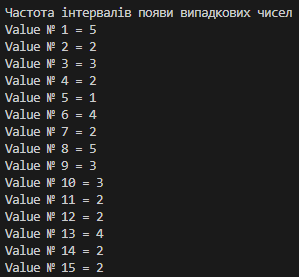 Частота інтервалів появи випадкових чисел
Value № 1 = 5
Value № 2 = 2
Value № 3 = 3
Value № 4 = 2
Value № 5 = 1
Value № 6 = 4
Value № 7 = 2
Value № 8 = 5
Value № 9 = 3
Value № 10 = 3
Value № 11 = 2
Value № 12 = 2
Value № 13 = 4
Value № 14 = 2
Value № 15 = 2